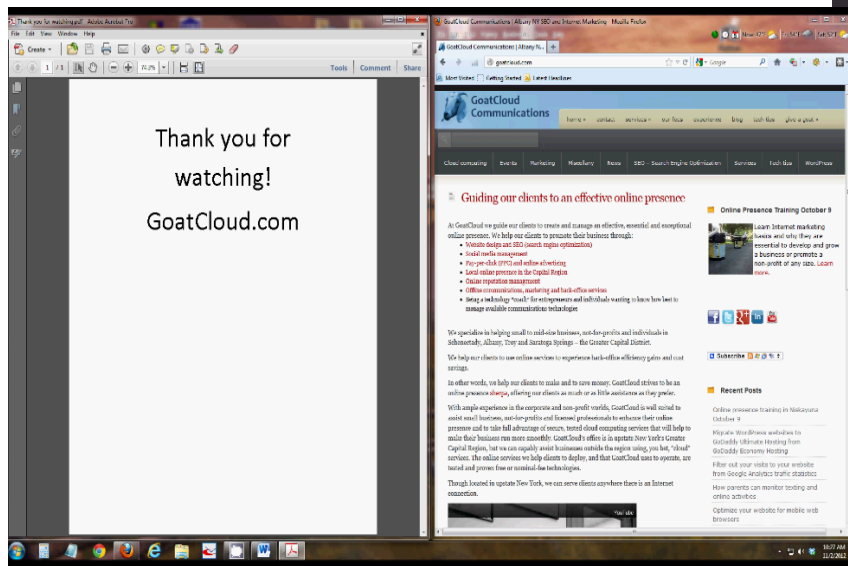 Thank you for watching.pdf - Adobe Acrobat Pro
File Edit View Window Help
Create
1 / 1
74.3%
Tools Comment Share
Thank you for
watching!
GoatCloud.com
GoatCloud Communications | Albany NY SEO and Internet Marketing - Mozilla Firefox
GoatCloud Communications | Albany N...
goatcloud.com
Google
Most Visited Getting Started Latest Headlines
GoatCloud
Communications
home contact services our focus experience blog tech tips give a goat
Cloud computing Events Marketing Miscellany News SEO – Search Engine Optimization Services Tech tips WordPress
Guiding our clients to an effective online presence
At GoatCloud we guide our clients to create and manage an effective, essential and exceptional
online presence. We help our clients to promote their business through:
Website design and SEO (search engine optimization)
Social media management
Pay-per-click (PPC) and online advertising
Local online presence in the Capital Region
Online reputation management
Offline communications, marketing and back-office services
Being a technology "coach" for entrepreneurs and individuals wanting to know how best to
manage available communications technologies
We specialize in helping small to mid-size business, not-for-profits and individuals in
Schenectady, Albany, Troy and Saratoga Springs – the Greater Capital District.
We help our clients to use online services to experience back-office efficiency gains and cost
savings.
In other words, we help our clients to make and to save money. GoatCloud strives to be an
online presence sherpa, offering our clients as much or as little assistance as they prefer.
With ample experience in the corporate and non-profit worlds, GoatCloud is well suited to
assist small business, not-for-profits and licensed professionals to enhance their online
presence and to take full advantage of secure, tested cloud computing services that will help to
make their business run more smoothly. GoatCloud's office is in upstate New York's Greater
Capital Region, but we can capably assist businesses outside the region using, you bet, "cloud"
services. The online services we help clients to deploy, and that GoatCloud uses to operate, are
tested and proven free or nominal-fee technologies.
Though located in upstate New York, we can serve clients anywhere there is an Internet
connection.
YouTube
Online Presence Training October 9
Learn Internet marketing
basics and why they are
essential to develop and grow
a business or promote a
non-profit of any size. Learn
more.
Subscribe
Recent Posts
Online presence training in Niskayuna
October 9
Migrate WordPress websites to
GoDaddy Ultimate Hosting from
GoDaddy Economy Hosting
Filter out your visits to your website
from Google Analytics traffic statistics
How parents can monitor texting and
online activities
Optimize your website for mobile web
browsers
10:27 AM
11/2/2012